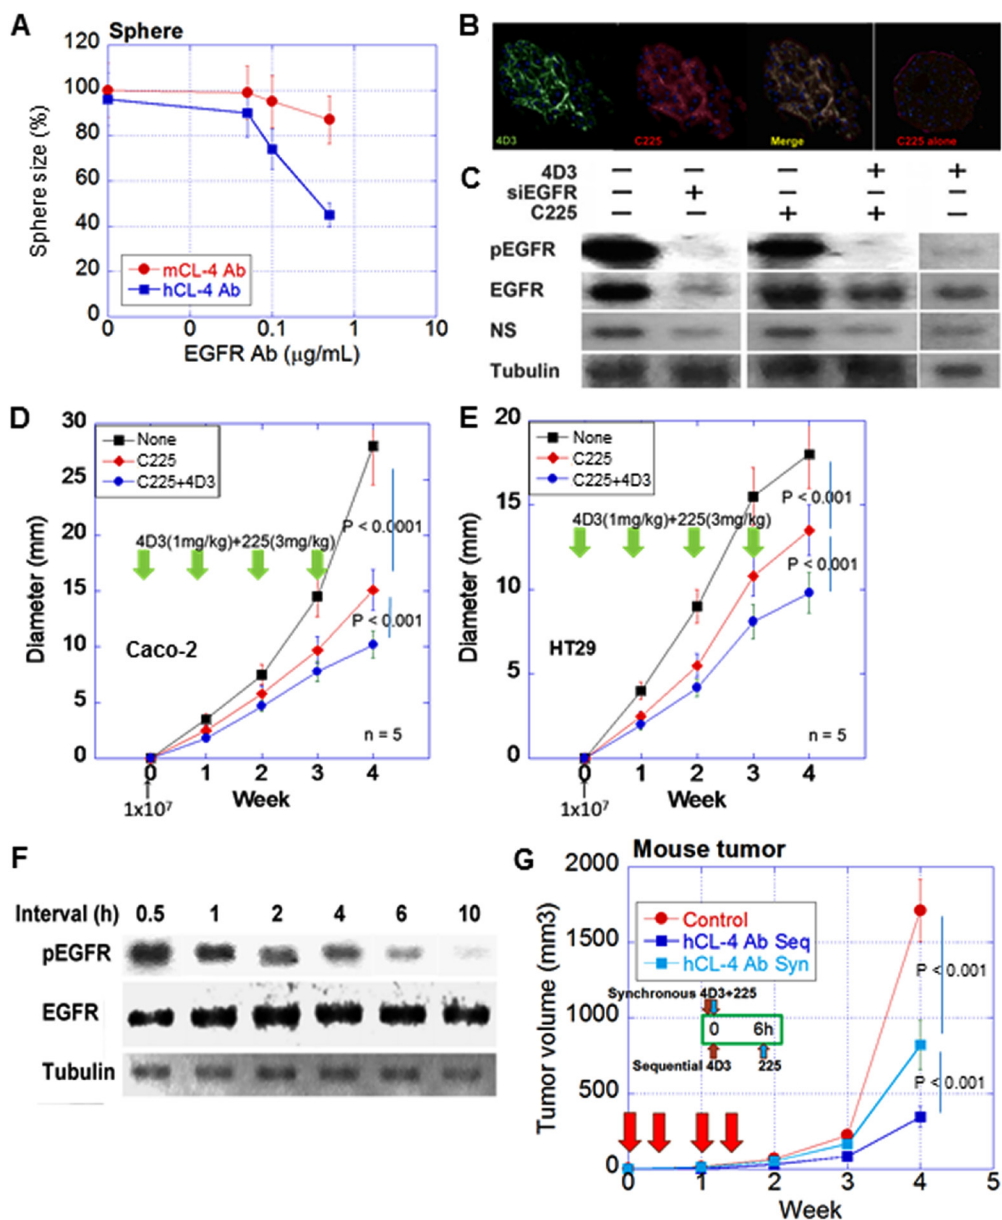 A
Sphere
120
100
80
60
40
20
0
Sphere size (%)
mCL-4 Ab
hCL-4 Ab
0 0 0.1 1 10
EGFR Ab (μg/mL)
B
4D3
C225
Merge
C225 alone
C
4D3 − − − + +
siEGFR − + − − −
C225 − − + + −
pEGFR
EGFR
NS
Tubulin
D
30
25
20
15
10
5
0
Diameter (mm)
None
C225
C225+4D3
4D3(1mg/kg)+225(3mg/kg)
P < 0.0001
P < 0.001
Caco-2
n = 5
0 1 2 3 4
Week
1x10⁷
E
20
15
10
5
0
Diameter (mm)
None
C225
C225+4D3
4D3(1mg/kg)+225(3mg/kg)
P < 0.001
P < 0.001
HT29
n = 5
0 1 2 3 4
Week
1x10⁷
F
Interval (h) 0.5 1 2 4 6 10
pEGFR
EGFR
Tubulin
G
Mouse tumor
2000
1500
1000
500
0
Tumor volume (mm3)
Control
hCL-4 Ab Seq
hCL-4 Ab Syn
Synchronous 4D3+225
0 6h
Sequential 4D3 225
P < 0.001
P < 0.001
0 1 2 3 4 5
Week